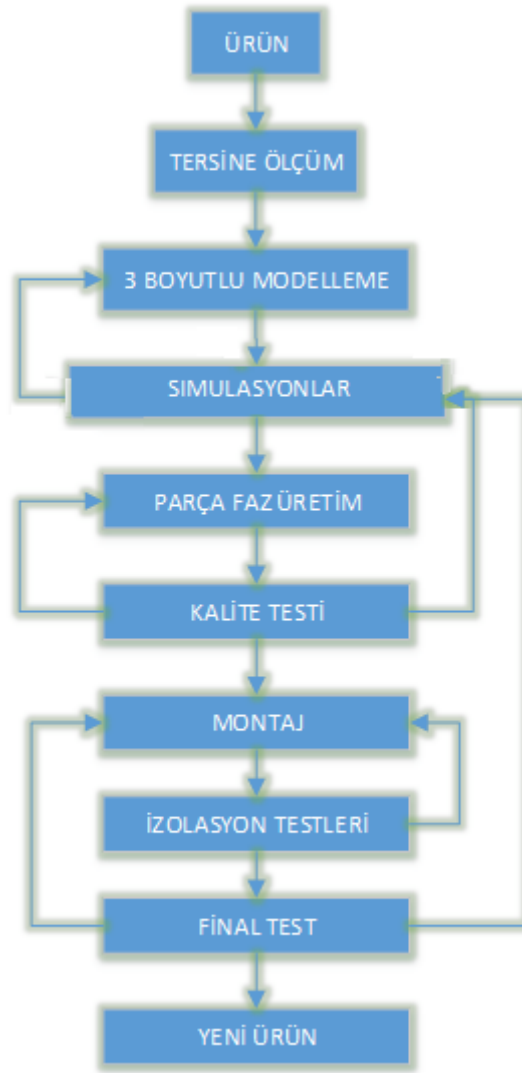 ÜRÜN
TERSİNE ÖLÇÜM
3 BOYUTLU MODELLEME
SIMULASYONLAR
PARÇA FAZ ÜRETİM
KALİTE TESTİ
MONTAJ
İZOLASYON TESTLERİ
FİNAL TEST
YENİ ÜRÜN